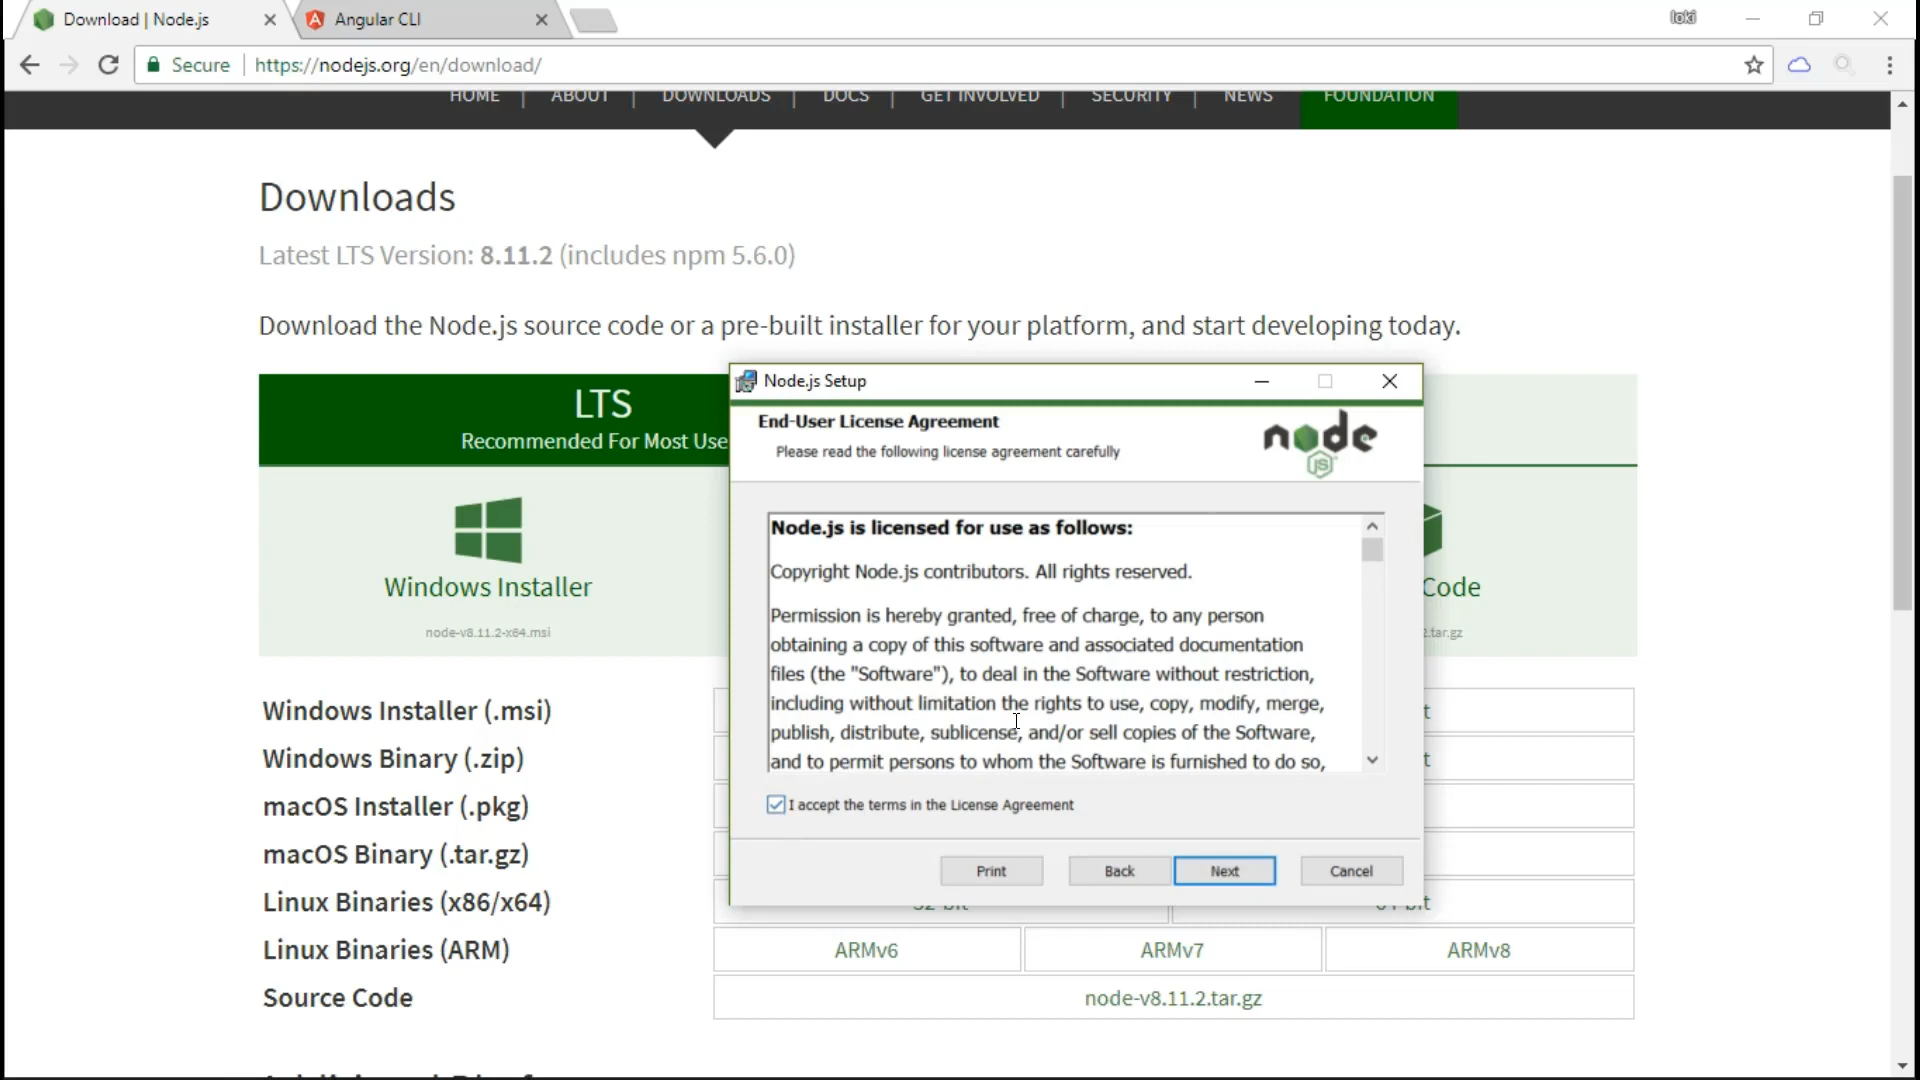 Download | Node.js
Angular CLI
loki
Secure
https://nodejs.org/en/download/
HOME | ABOUT | DOWNLOADS | DOCS | GET INVOLVED | SECURITY | NEWS
FOUNDATION
Downloads
Latest LTS Version: 8.11.2 (includes npm 5.6.0)
Download the Node.js source code or a pre-built installer for your platform, and start developing today.
LTS
Recommended For Most Use
Windows Installer
node-v8.11.2-x64.msi
Code
2.tar.gz
Node.js Setup
End-User License Agreement
Please read the following license agreement carefully
node
JS
Node.js is licensed for use as follows:
Copyright Node.js contributors. All rights reserved.
Permission is hereby granted, free of charge, to any person
obtaining a copy of this software and associated documentation
files (the "Software"), to deal in the Software without restriction,
including without limitation the rights to use, copy, modify, merge,
publish, distribute, sublicense, and/or sell copies of the Software,
and to permit persons to whom the Software is furnished to do so,
I accept the terms in the License Agreement
Print
Back
Next
Cancel
Windows Installer (.msi)
t
Windows Binary (.zip)
t
macOS Installer (.pkg)
macOS Binary (.tar.gz)
Linux Binaries (x86/x64)
32-bit
64-bit
Linux Binaries (ARM)
ARMv6
ARMv7
ARMv8
Source Code
node-v8.11.2.tar.gz